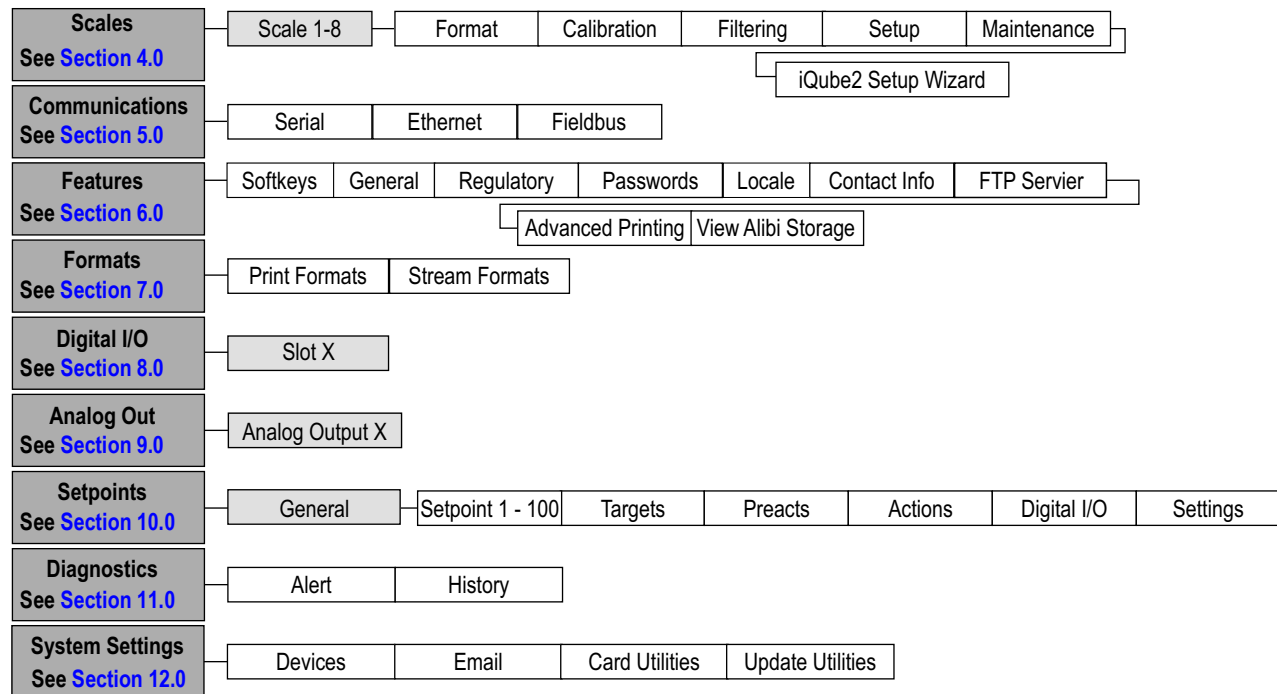 Scales
See Section 4.0
Scale 1-8
Format
Calibration
Filtering
Setup
Maintenance
iQube2 Setup Wizard
Communications
See Section 5.0
Serial
Ethernet
Fieldbus
Features
See Section 6.0
Softkeys
General
Regulatory
Passwords
Locale
Contact Info
FTP Servier
Advanced Printing
View Alibi Storage
Formats
See Section 7.0
Print Formats
Stream Formats
Digital I/O
See Section 8.0
Slot X
Analog Out
See Section 9.0
Analog Output X
Setpoints
See Section 10.0
General
Setpoint 1 - 100
Targets
Preacts
Actions
Digital I/O
Settings
Diagnostics
See Section 11.0
Alert
History
System Settings
See Section 12.0
Devices
Email
Card Utilities
Update Utilities